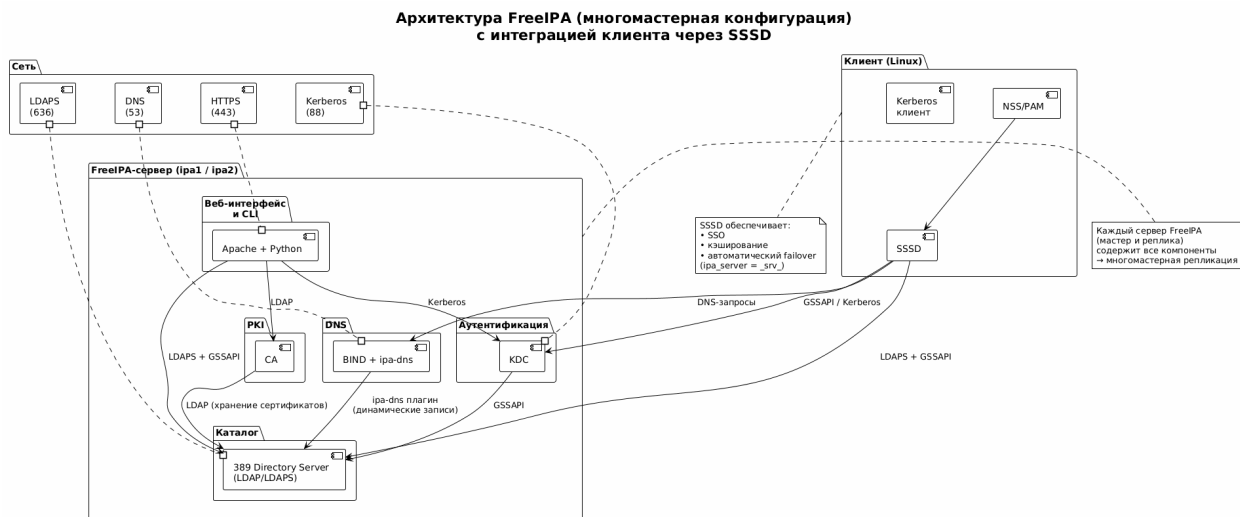 Архитектура FreeIPA (многомастерная конфигурация)
с интеграцией клиента через SSSD
Сеть
LDAPS
(636)
DNS
(53)
HTTPS
(443)
Kerberos
(88)
Клиент (Linux)
Kerberos
клиент
NSS/PAM
SSSD
FreeIPA-сервер (ipa1 / ipa2)
Веб-интерфейс
и CLI
Apache + Python
SSSD обеспечивает:
• SSO
• кэширование
• автоматический failover
(ipa_server = _srv_)
Каждый сервер FreeIPA
(мастер и реплика)
содержит все компоненты
→ многомастерная репликация
LDAP
Kerberos
DNS-запросы
GSSAPI / Kerberos
PKI
CA
DNS
BIND + ipa-dns
Аутентификация
KDC
LDAPS + GSSAPI
LDAPS + GSSAPI
LDAP (хранение сертификатов)
ipa-dns плагин
(динамические записи)
GSSAPI
Каталог
389 Directory Server
(LDAP/LDAPS)